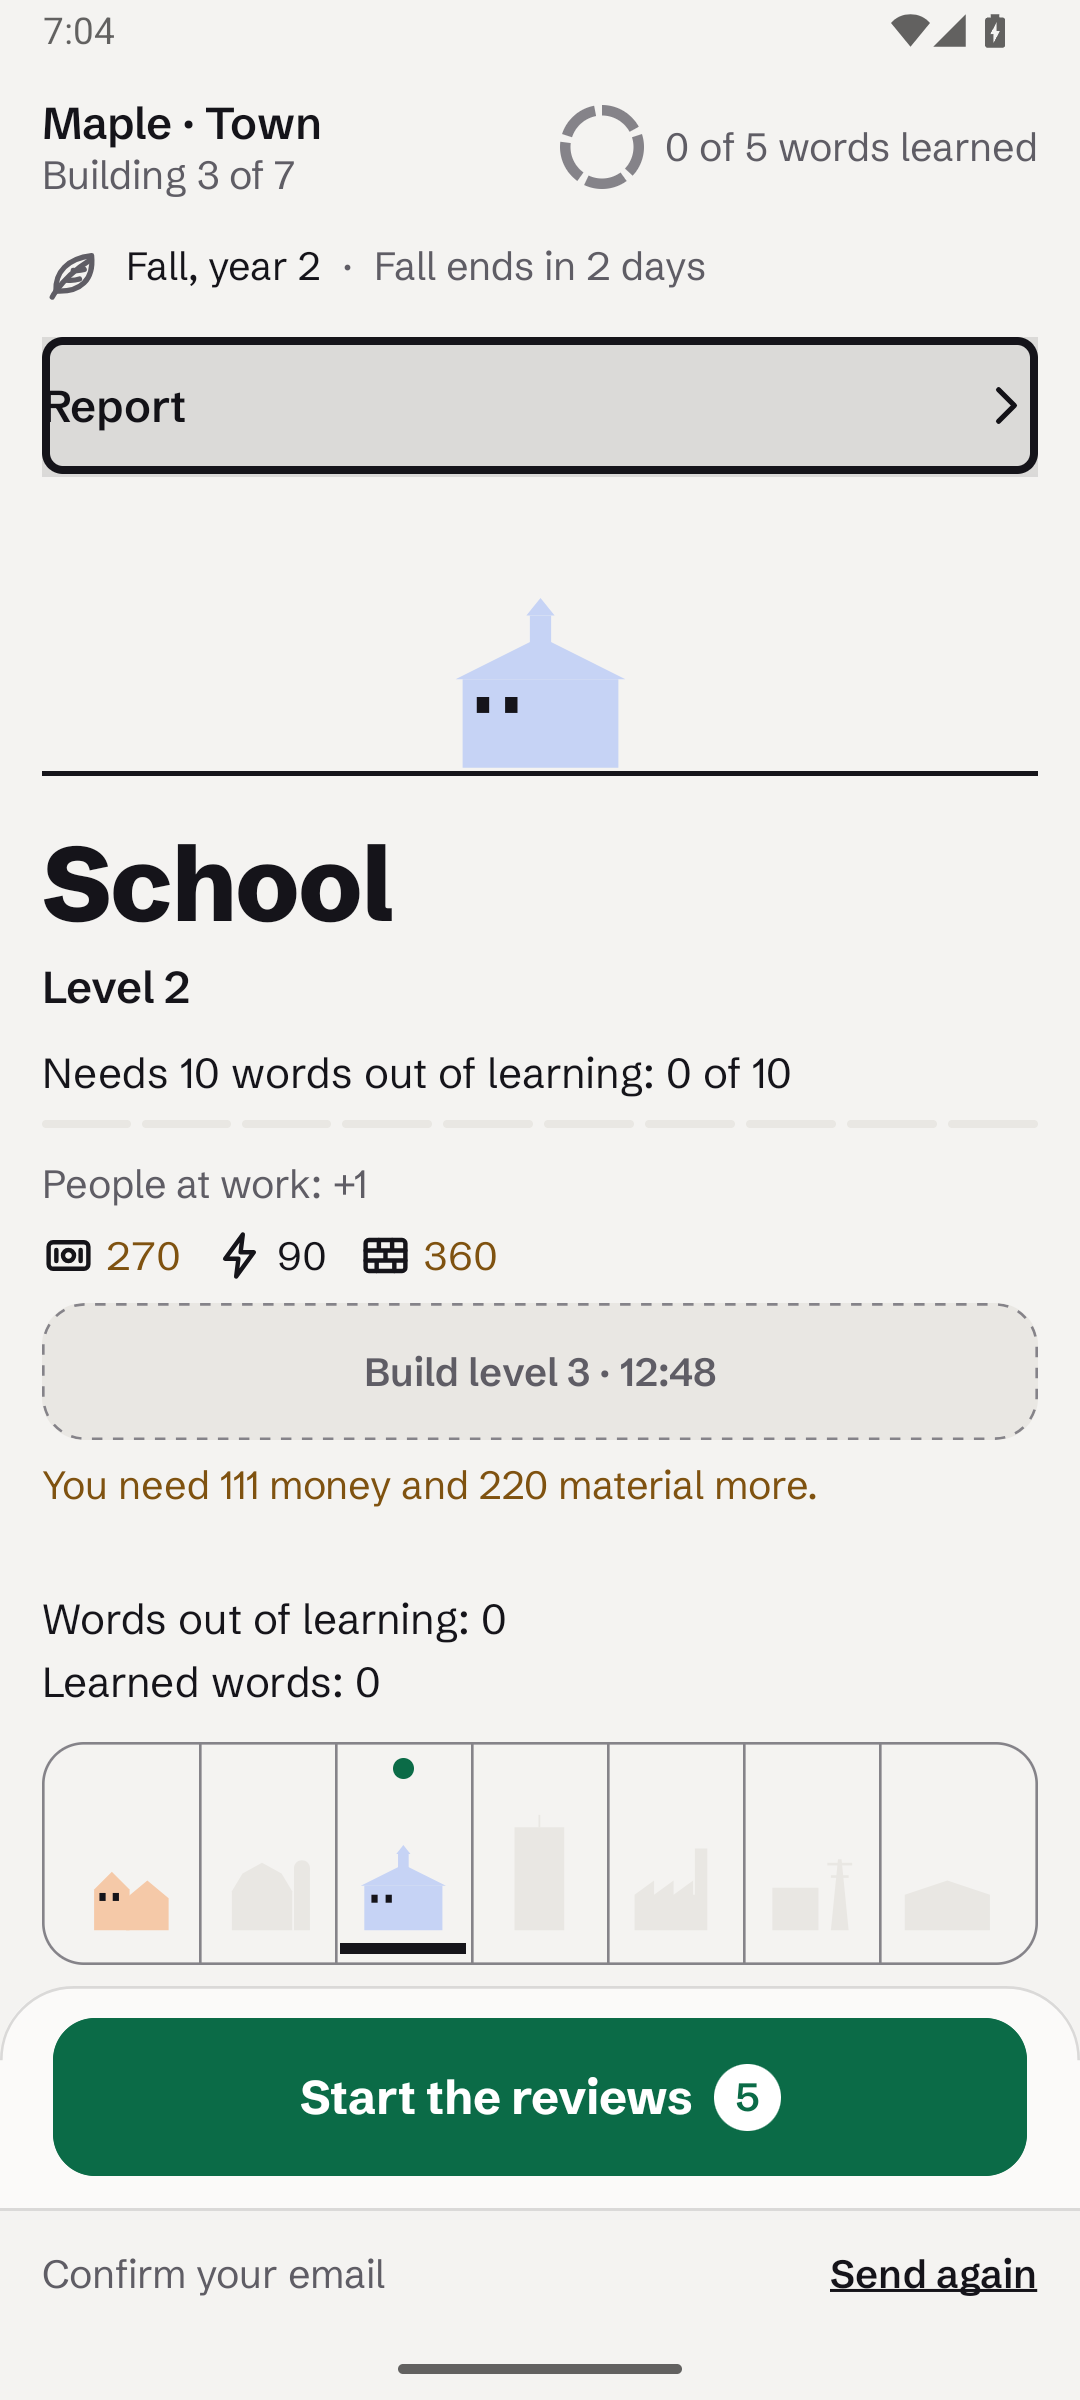 7:04
Maple · Town
Building 3 of 7
0 of 5 words learned
Fall, year 2 · Fall ends in 2 days
Report
School
Level 2
Needs 10 words out of learning: 0 of 10
People at work: +1
270 90 360
Build level 3 · 12:48
You need 111 money and 220 material more.
Words out of learning: 0
Learned words: 0
Start the reviews 5
Confirm your email Send again